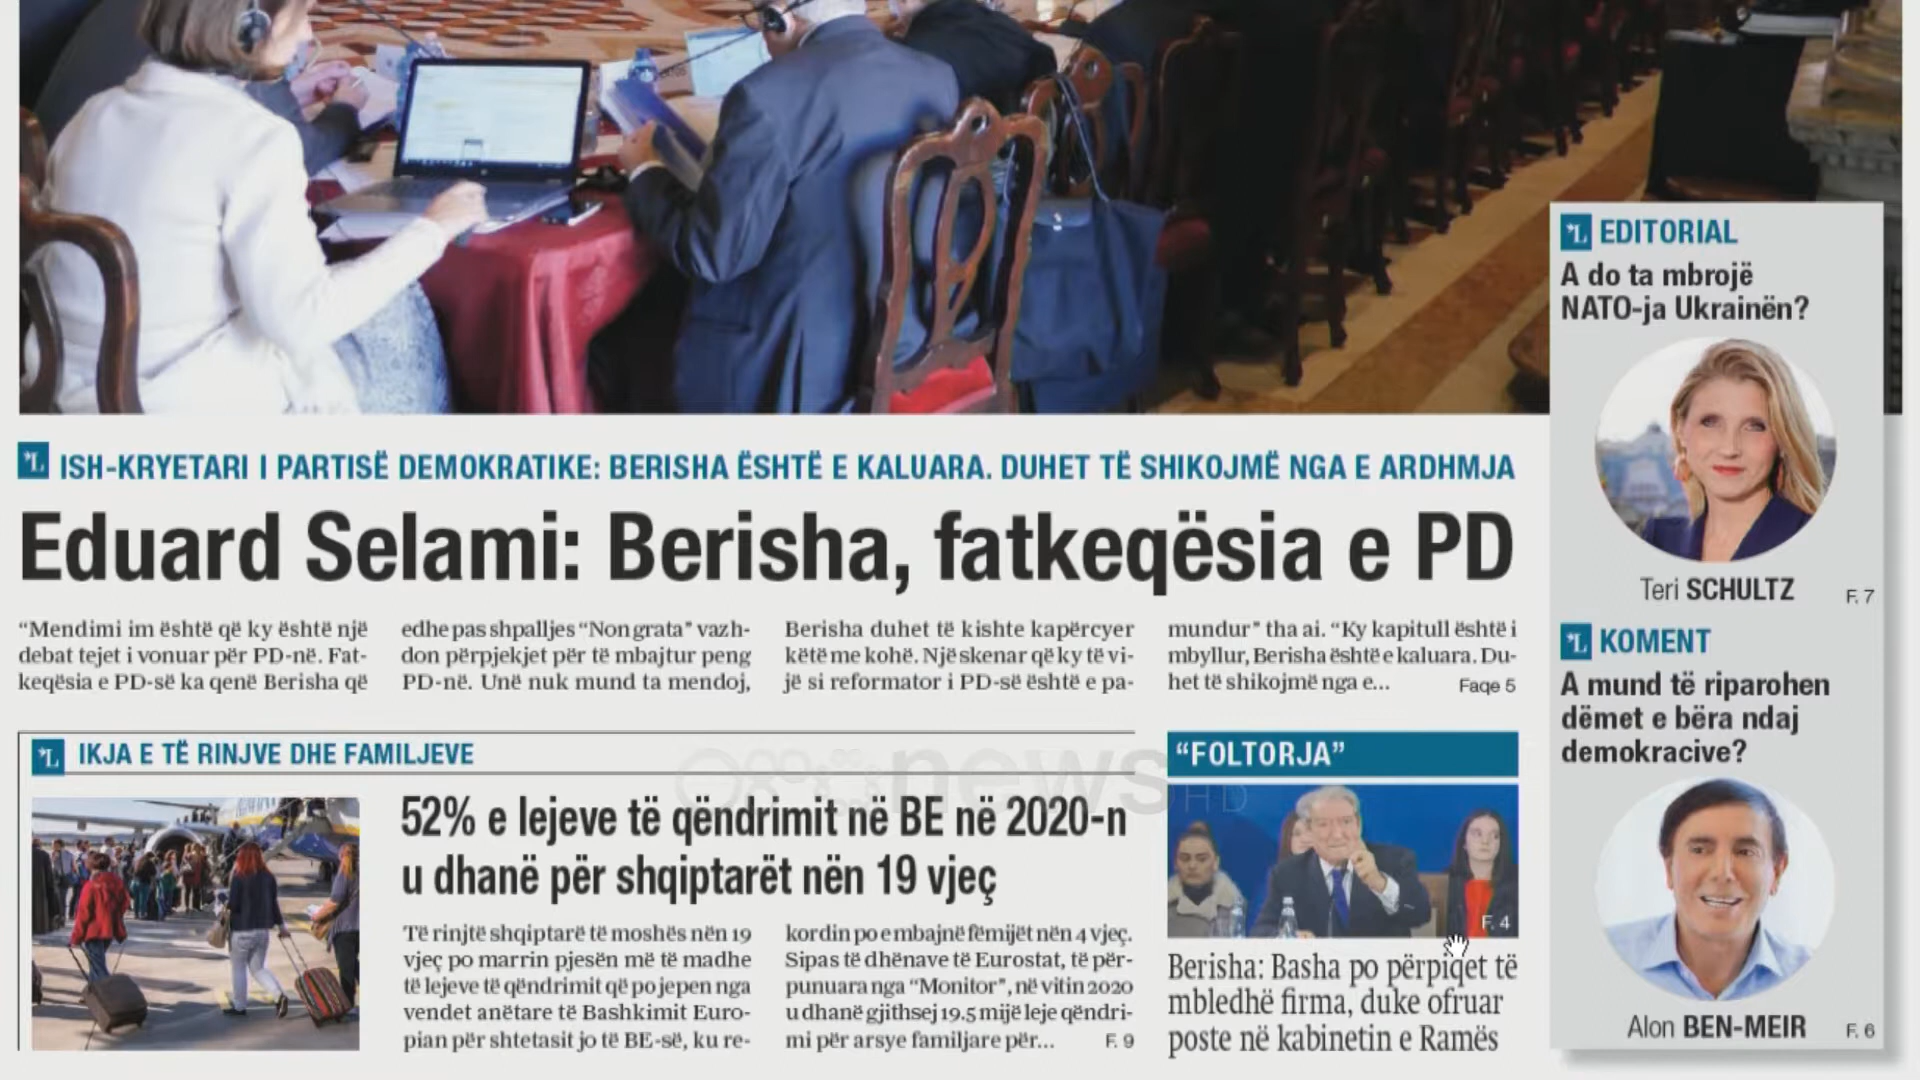 ISH-KRYETARI I PARTISË DEMOKRATIKE: BERISHA ËSHTË E KALUARA. DUHET TË SHIKOJMË NGA E ARDHMJA
Eduard Selami: Berisha, fatkeqësia e PD
“Mendimi im është që ky është një
debat tejet i vonuar për PD-në. Fat-
keqësia e PD-së ka qenë Berisha që
edhe pas shpalljes “Non grata” vazh-
don përpjekjet për të mbajtur peng
PD-në. Unë nuk mund ta mendoj,
Berisha duhet të kishte kapërcyer
këtë me kohë. Një skenar që ky të vi-
jë si reformator i PD-së është e pa-
mundur” tha ai. “Ky kapitull është i
mbyllur, Berisha është e kaluara. Du-
het të shikojmë nga e...
Faqe 5
IKJA E TË RINJVE DHE FAMILJEVE
52% e lejeve të qëndrimit në BE në 2020-n
u dhanë për shqiptarët nën 19 vjeç
Të rinjtë shqiptarë të moshës nën 19
vjeç po marrin pjesën më të madhe
të lejeve të qëndrimit që po jepen nga
vendet anëtare të Bashkimit Euro-
pian për shtetasit jo të BE-së, ku re-
kordin po e mbajnë fëmijët nën 4 vjeç.
Sipas të dhënave të Eurostat, të për-
punuara nga “Monitor”, në vitin 2020
u dhanë gjithsej 19.5 mijë leje qëndri-
mi për arsye familjare për...
F. 9
“FOLTORJA”
F. 4
Berisha: Basha po përpiqet të
mbledhë firma, duke ofruar
poste në kabinetin e Ramës
news
HD
*L EDITORIAL
A do ta mbrojë
NATO-ja Ukrainën?
Teri SCHULTZ
F. 7
*L KOMENT
A mund të riparohen
dëmet e bëra ndaj
demokracive?
Alon BEN-MEIR
F. 6